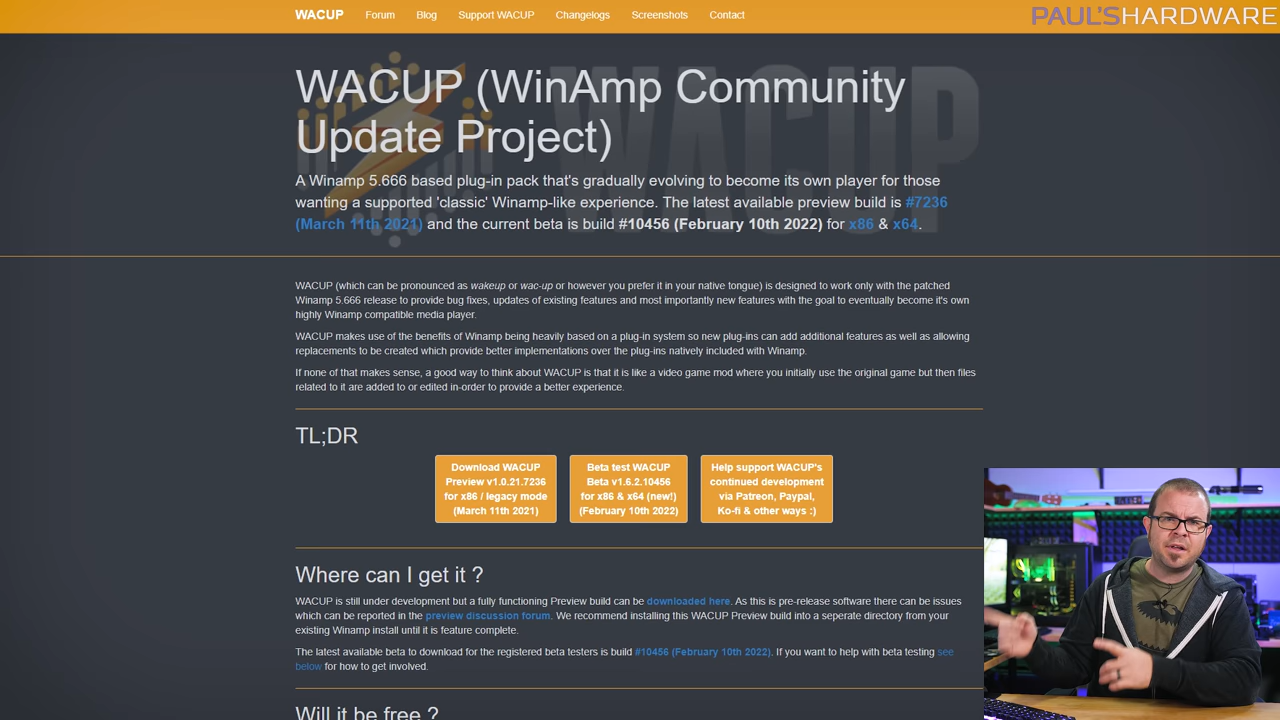 WACUP Forum Blog Support WACUP Changelogs Screenshots Contact
PAUL'SHARDWARE
WACUP
WACUP (WinAmp Community
Update Project)
A Winamp 5.666 based plug-in pack that's gradually evolving to become its own player for those
wanting a supported 'classic' Winamp-like experience. The latest available preview build is #7236
(March 11th 2021) and the current beta is build #10456 (February 10th 2022) for x86 & x64.
WACUP (which can be pronounced as wakeup or wac-up or however you prefer it in your native tongue) is designed to work only with the patched
Winamp 5.666 release to provide bug fixes, updates of existing features and most importantly new features with the goal to eventually become it's own
highly Winamp compatible media player.
WACUP makes use of the benefits of Winamp being heavily based on a plug-in system so new plug-ins can add additional features as well as allowing
replacements to be created which provide better implementations over the plug-ins natively included with Winamp.
If none of that makes sense, a good way to think about WACUP is that it is like a video game mod where you initially use the original game but then files
related to it are added to or edited in-order to provide a better experience.
TL;DR
Download WACUP
Preview v1.0.21.7236
for x86 / legacy mode
(March 11th 2021)
Beta test WACUP
Beta v1.6.2.10456
for x86 & x64 (new!)
(February 10th 2022)
Help support WACUP's
continued development
via Patreon, Paypal,
Ko-fi & other ways :)
Where can I get it ?
WACUP is still under development but a fully functioning Preview build can be downloaded here. As this is pre-release software there can be issues
which can be reported in the preview discussion forum. We recommend installing this WACUP Preview build into a seperate directory from your
existing Winamp install until it is feature complete.
The latest available beta to download for the registered beta testers is build #10456 (February 10th 2022). If you want to help with beta testing see
below for how to get involved.
Will it be free ?